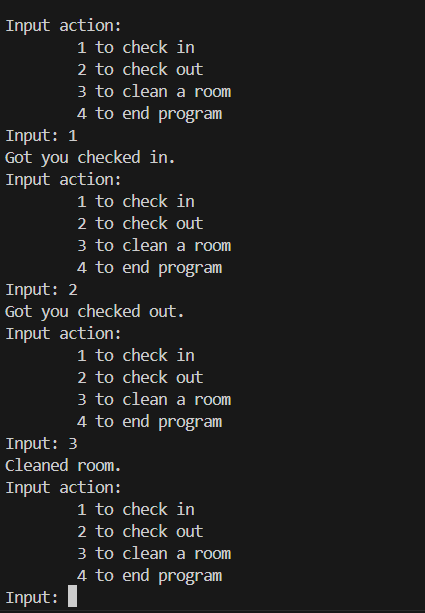 Input action:
        1 to check in
        2 to check out
        3 to clean a room
        4 to end program
Input: 1
Got you checked in.
Input action:
        1 to check in
        2 to check out
        3 to clean a room
        4 to end program
Input: 2
Got you checked out.
Input action:
        1 to check in
        2 to check out
        3 to clean a room
        4 to end program
Input: 3
Cleaned room.
Input action:
        1 to check in
        2 to check out
        3 to clean a room
        4 to end program
Input: